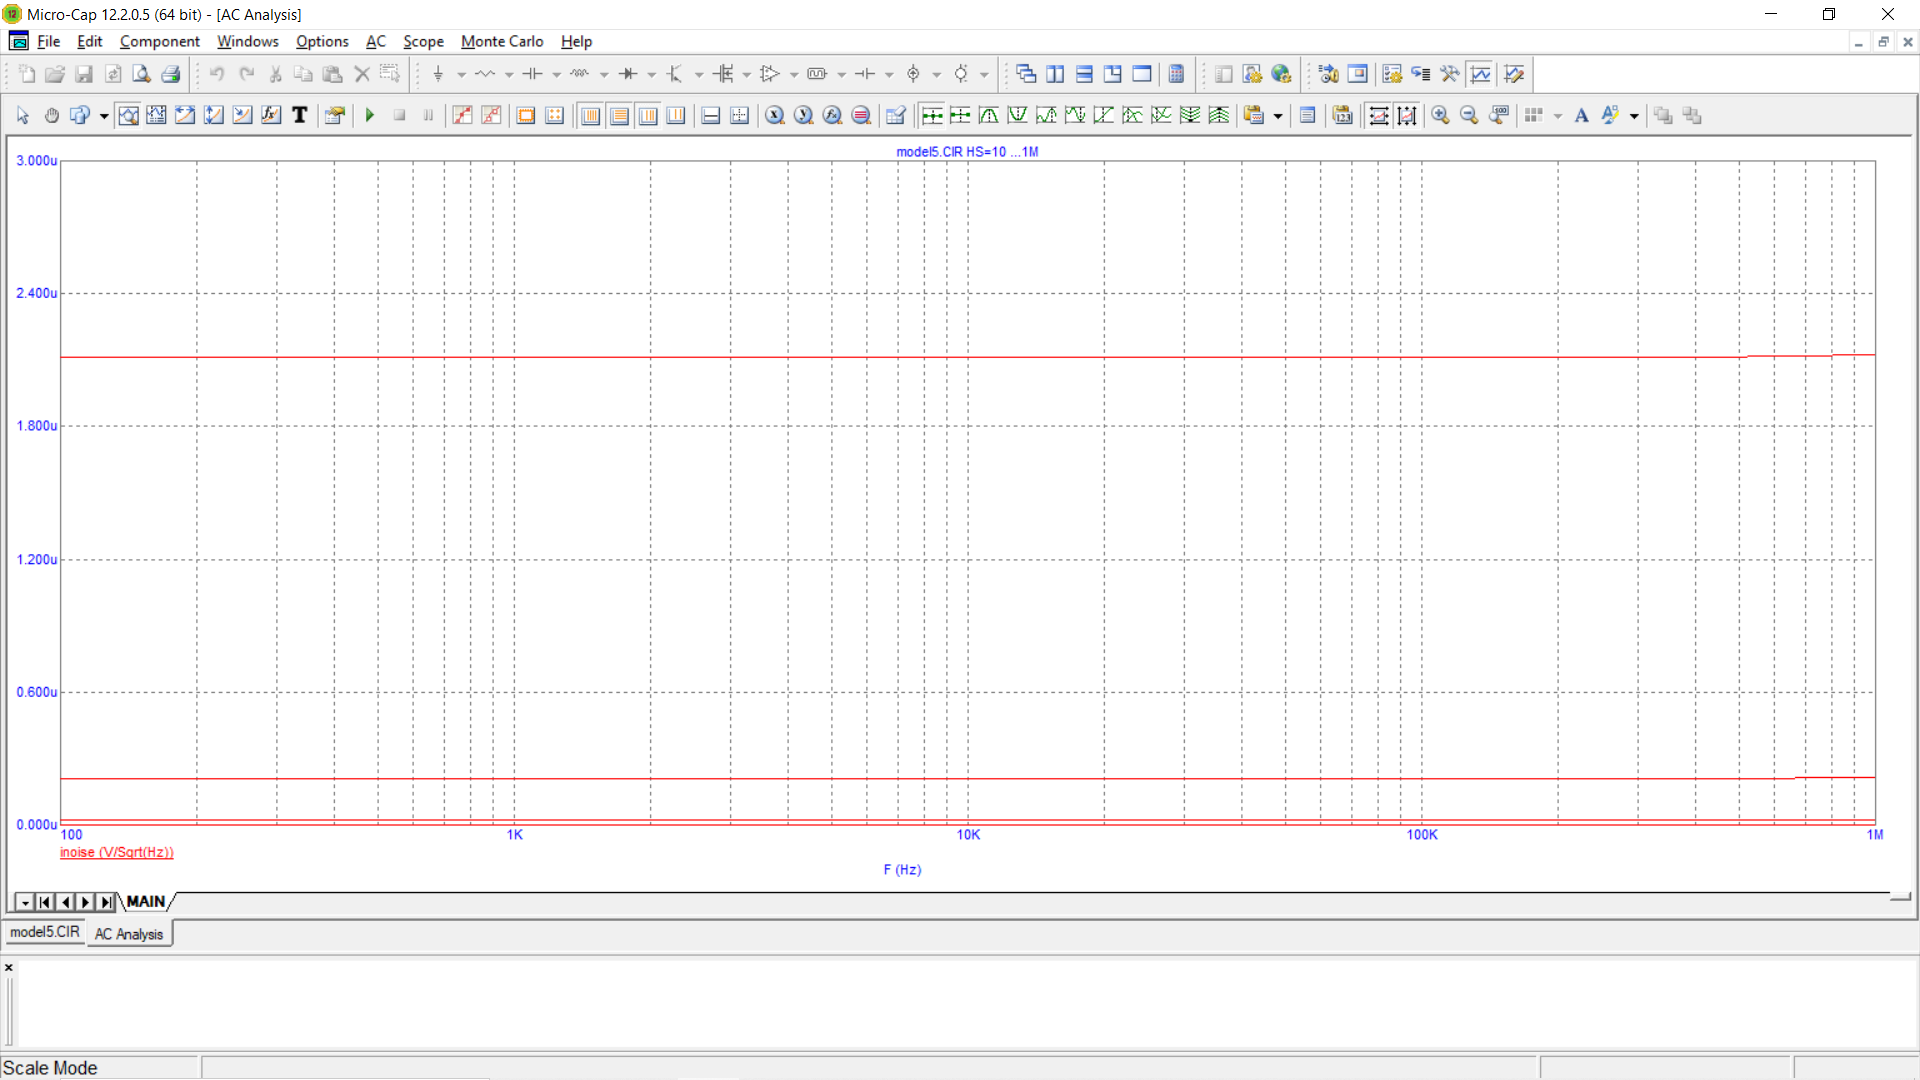 Micro-Cap 12.2.0.5 (64 bit) - [AC Analysis]
File Edit Component Windows Options AC Scope Monte Carlo Help
model5.CIR HS=10 ...1M
3.000u
2.400u
1.800u
1.200u
0.600u
0.000u
100 1K 10K 100K 1M
inoise (V/Sqrt(Hz))
F (Hz)
MAIN
model5.CIR AC Analysis
Scale Mode